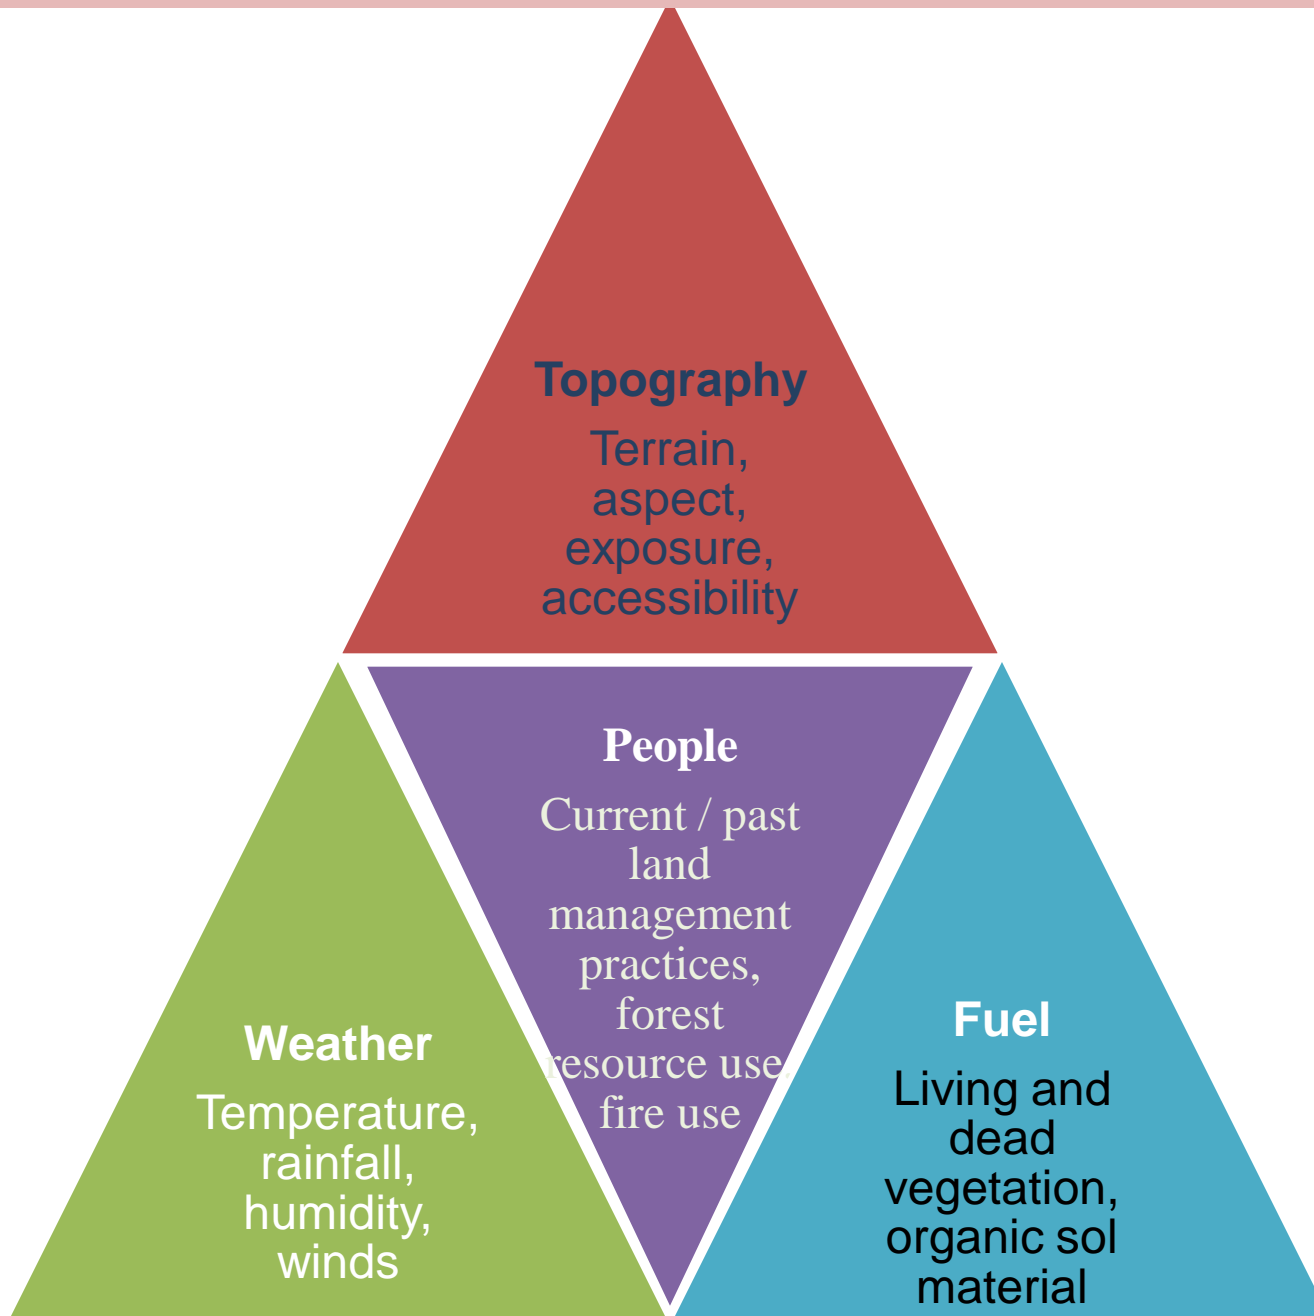 Topography
Terrain,
aspect,
exposure,
accessibility
People
Current / past
land
management
practices,
forest
resource use,
fire use
Weather
Temperature,
rainfall,
humidity,
winds
Fuel
Living and
dead
vegetation,
organic sol
material